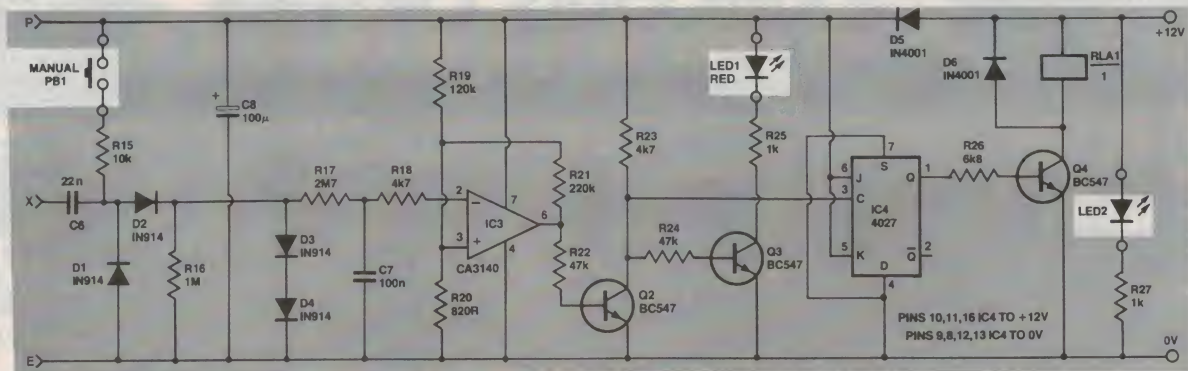 P
MANUAL
PB1
R15
10k
X
22n
C6
D1
IN914
D2
IN914
R16
1M
+
C8
100μ
D3
IN914
D4
IN914
R17
2M7
R18
4k7
C7
100n
R19
120k
R20
820R
2
3
7
4
6
IC3
CA3140
R21
220k
R22
47k
Q2
BC547
R23
4k7
R24
47k
LED1
RED
R25
1k
Q3
BC547
6
3
5
J
C
K
7
S
IC4
4027
D
4
1
Q
2
Q̅
R26
6k8
D5
IN4001
D6
IN4001
RLA1
1
Q4
BC547
+12V
LED2
R27
1k
PINS 10,11,16 IC4 TO +12V
PINS 9,8,12,13 IC4 TO 0V
E
0V